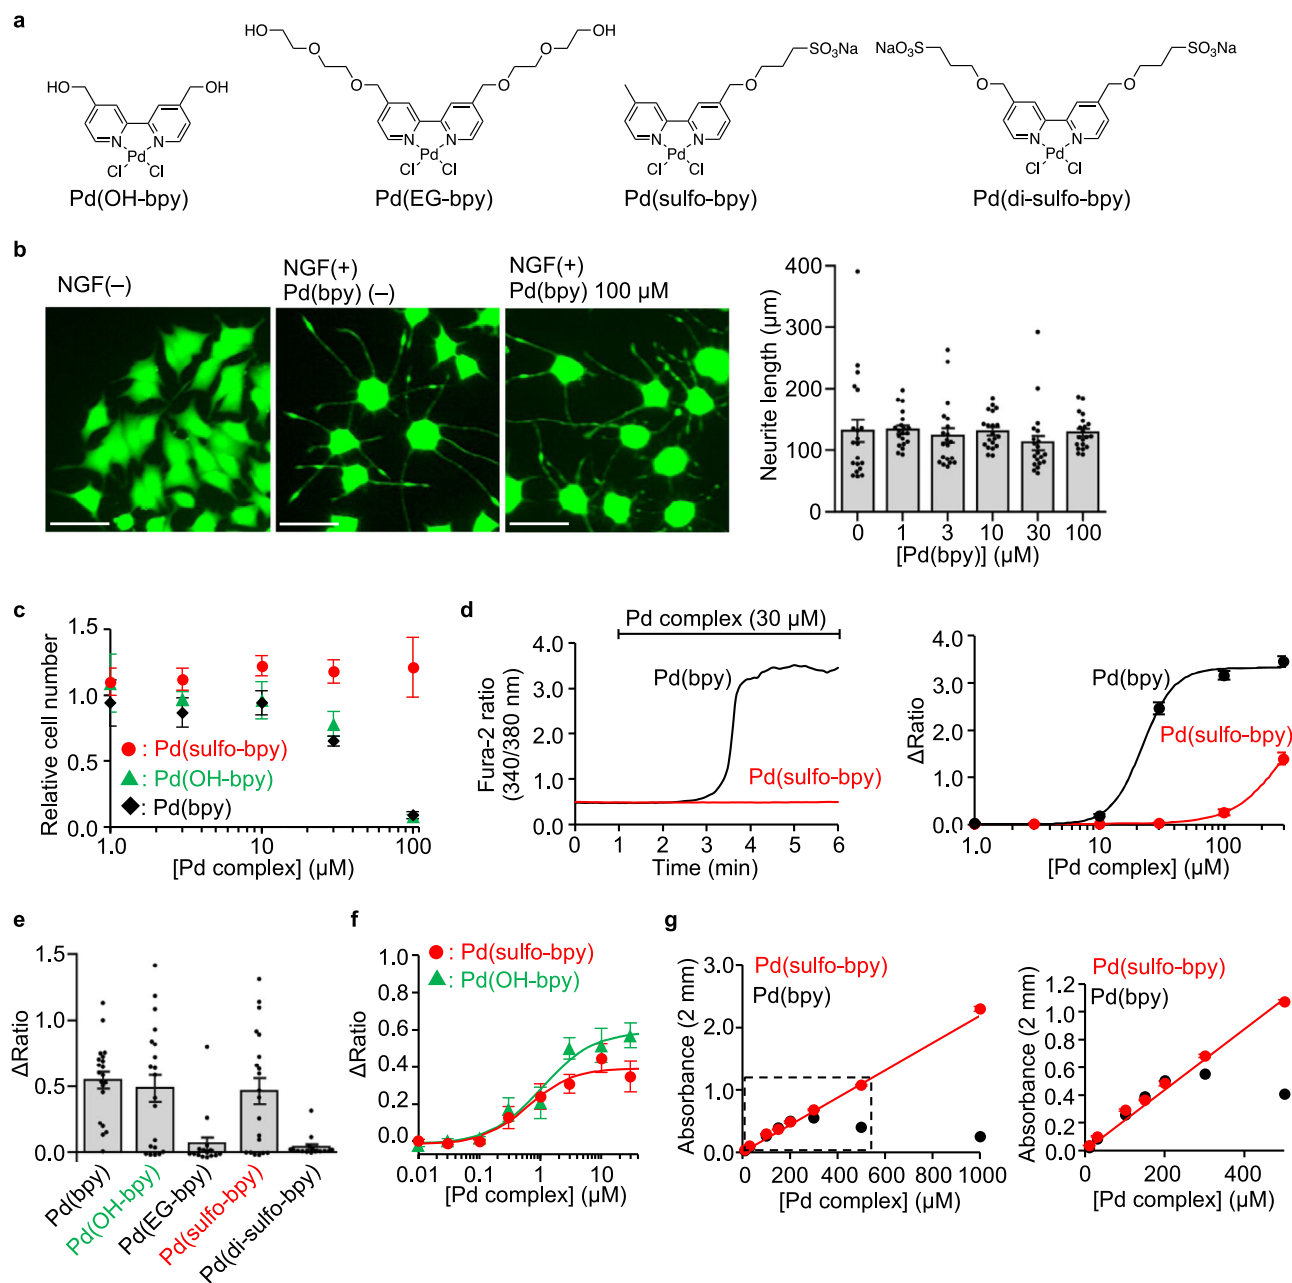 a
HO
OH
N
N
Pd
Cl
Cl
Pd(OH-bpy)
HO
O
O
O
O
OH
N
N
Pd
Cl
Cl
Pd(EG-bpy)
O
SO₃Na
N
N
Pd
Cl
Cl
Pd(sulfo-bpy)
NaO₃S
O
O
SO₃Na
N
N
Pd
Cl
Cl
Pd(di-sulfo-bpy)
b
NGF(–)
NGF(+)
Pd(bpy) (–)
NGF(+)
Pd(bpy) 100 µM
Neurite length (µm)
400
300
200
100
0
0 1 3 10 30 100
[Pd(bpy)] (µM)
c
Relative cell number
1.5
1.0
0.5
0.0
: Pd(sulfo-bpy)
: Pd(OH-bpy)
: Pd(bpy)
1.0 10 100
[Pd complex] (µM)
d
Pd complex (30 µM)
Fura-2 ratio
(340/380 nm)
4.0
3.0
2.0
1.0
0.0
Pd(bpy)
Pd(sulfo-bpy)
0 1 2 3 4 5 6
Time (min)
ΔRatio
4.0
3.0
2.0
1.0
0.0
Pd(bpy)
Pd(sulfo-bpy)
1.0 10 100
[Pd complex] (µM)
e
ΔRatio
1.5
1.0
0.5
0
Pd(bpy)
Pd(OH-bpy)
Pd(EG-bpy)
Pd(sulfo-bpy)
Pd(di-sulfo-bpy)
f
: Pd(sulfo-bpy)
: Pd(OH-bpy)
ΔRatio
1.0
0.8
0.6
0.4
0.2
0.0
0.01 0.1 1 10
[Pd complex] (µM)
g
Pd(sulfo-bpy)
Pd(bpy)
Absorbance (2 mm)
3.0
2.0
1.0
0
0 200 400 600 800 1000
[Pd complex] (µM)
Pd(sulfo-bpy)
Pd(bpy)
Absorbance (2 mm)
1.2
1.0
0.8
0.6
0.4
0.2
0
0 200 400
[Pd complex] (µM)